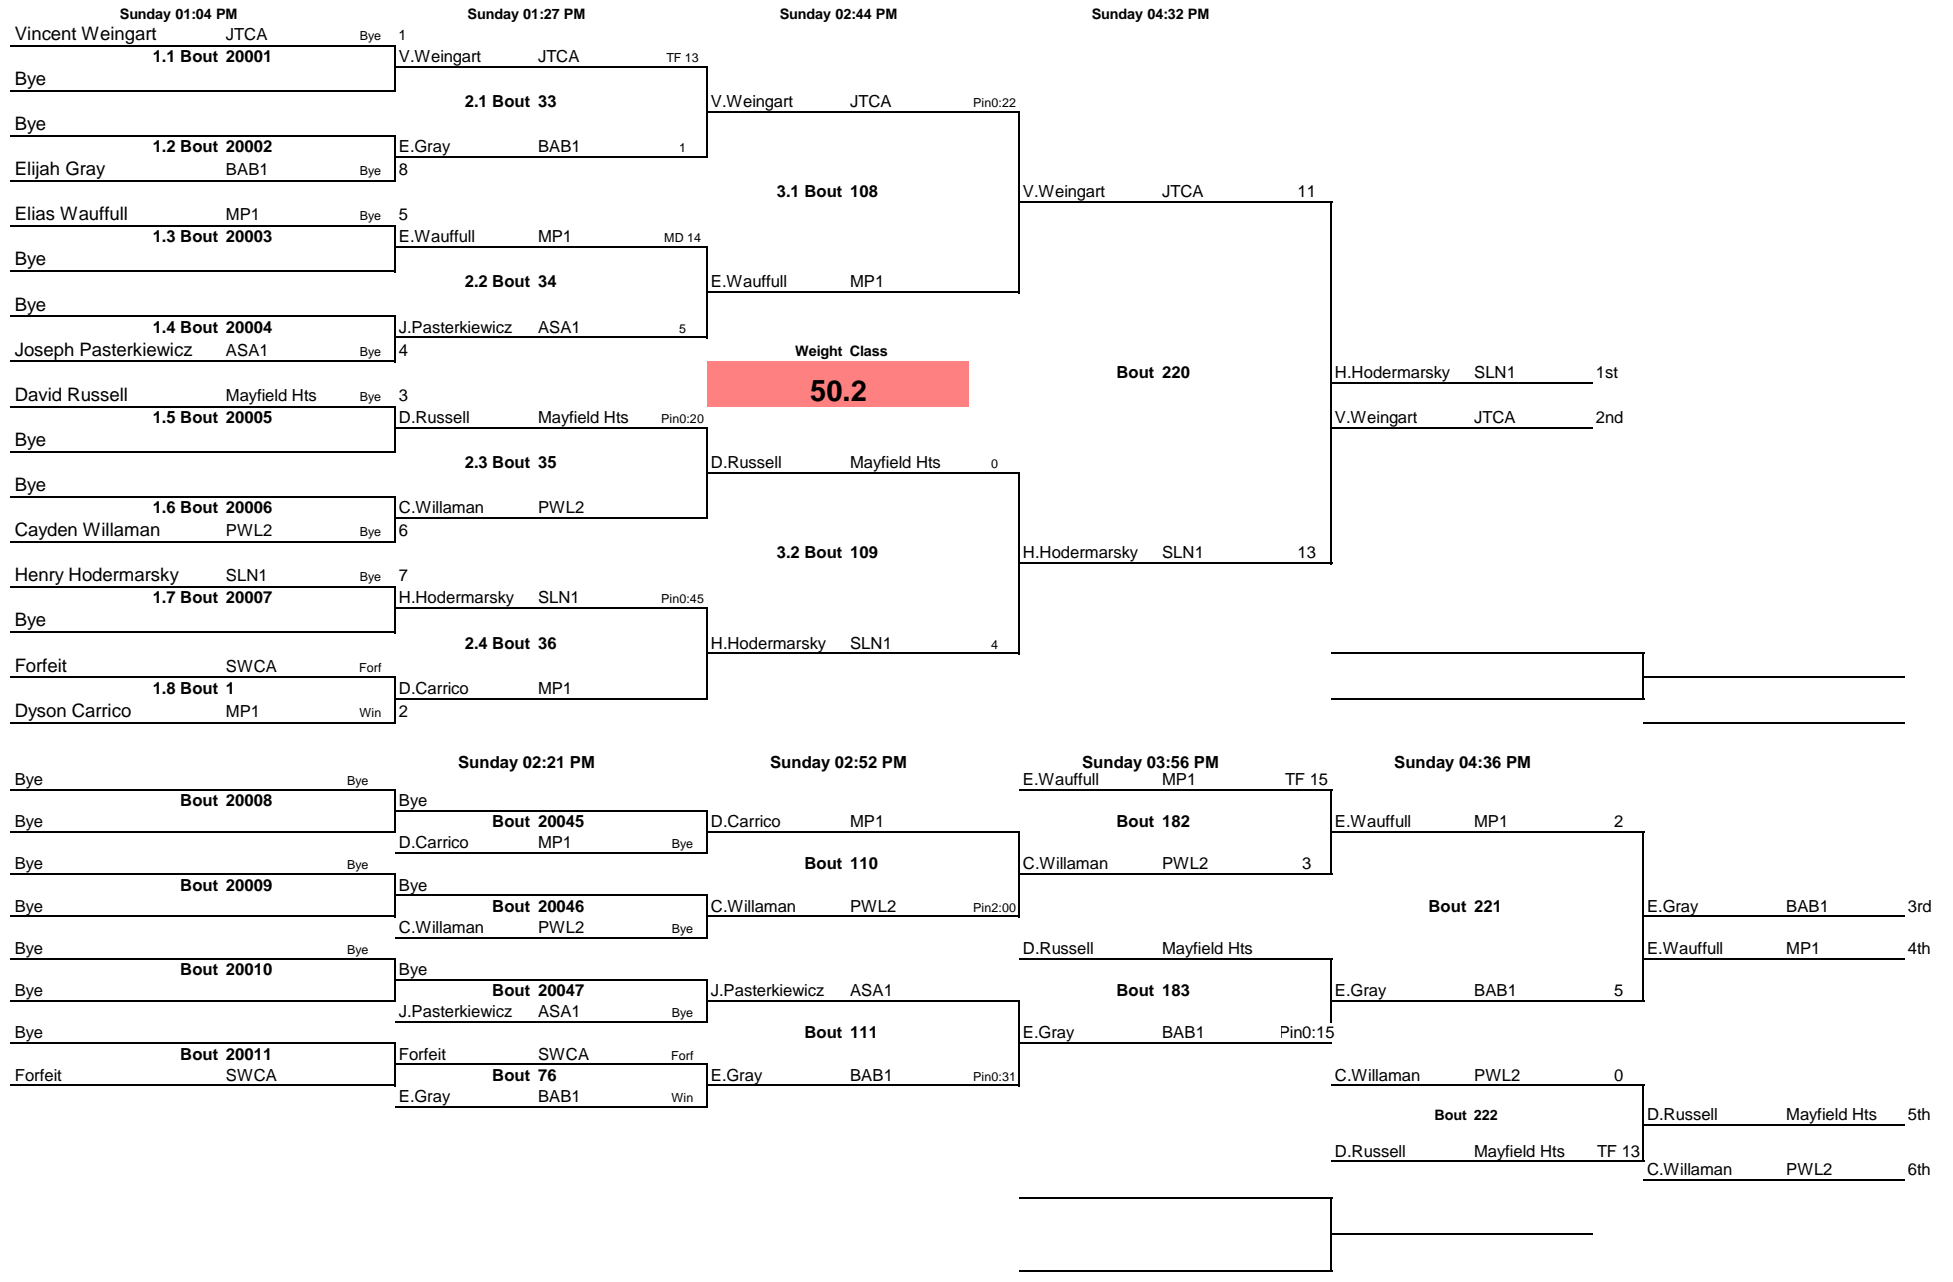 Sunday 01:04 PM Sunday 01:27 PM Sunday 02:44 PM Sunday 04:32 PM
Vincent Weingart JTCA Bye 1
1.1 Bout 20001 V.Weingart JTCA TF 13
Bye
2.1 Bout 33 V.Weingart JTCA Pin0:22
Bye
1.2 Bout 20002 E.Gray BAB1 1
Elijah Gray BAB1 Bye 8
3.1 Bout 108 V.Weingart JTCA 11
Elias Wauffull MP1 Bye 5
1.3 Bout 20003 E.Wauffull MP1 MD 14
Bye
2.2 Bout 34 E.Wauffull MP1
Bye
1.4 Bout 20004 J.Pasterkiewicz ASA1 5
Joseph Pasterkiewicz ASA1 Bye 4 Weight Class
Bout 220 H.Hodermarsky SLN1 1st
David Russell Mayfield Hts Bye 3 50.2
1.5 Bout 20005 D.Russell Mayfield Hts Pin0:20 V.Weingart JTCA 2nd
Bye
2.3 Bout 35 D.Russell Mayfield Hts 0
Bye
1.6 Bout 20006 C.Willaman PWL2
Cayden Willaman PWL2 Bye 6
3.2 Bout 109 H.Hodermarsky SLN1 13
Henry Hodermarsky SLN1 Bye 7
1.7 Bout 20007 H.Hodermarsky SLN1 Pin0:45
Bye
2.4 Bout 36 H.Hodermarsky SLN1 4
Forfeit SWCA Forf
1.8 Bout 1 D.Carrico MP1
Dyson Carrico MP1 Win 2
Sunday 02:21 PM Sunday 02:52 PM Sunday 03:56 PM Sunday 04:36 PM
Bye Bye E.Wauffull MP1 TF 15
Bout 20008 Bye
Bye Bout 20045 D.Carrico MP1 Bout 182 E.Wauffull MP1 2
D.Carrico MP1 Bye
Bye Bye Bout 110 C.Willaman PWL2 3
Bout 20009 Bye
Bye Bout 20046 C.Willaman PWL2 Pin2:00 Bout 221 E.Gray BAB1 3rd
C.Willaman PWL2 Bye
Bye Bye D.Russell Mayfield Hts E.Wauffull MP1 4th
Bout 20010 Bye
Bye Bout 20047 J.Pasterkiewicz ASA1 Bout 183 E.Gray BAB1 5
J.Pasterkiewicz ASA1 Bye
Bye Bout 111 E.Gray BAB1 Pin0:15
Bout 20011 Forfeit SWCA Forf
Forfeit SWCA Bout 76 E.Gray BAB1 Pin0:31 C.Willaman PWL2 0
E.Gray BAB1 Win
Bout 222 D.Russell Mayfield Hts 5th
D.Russell Mayfield Hts TF 13
C.Willaman PWL2 6th